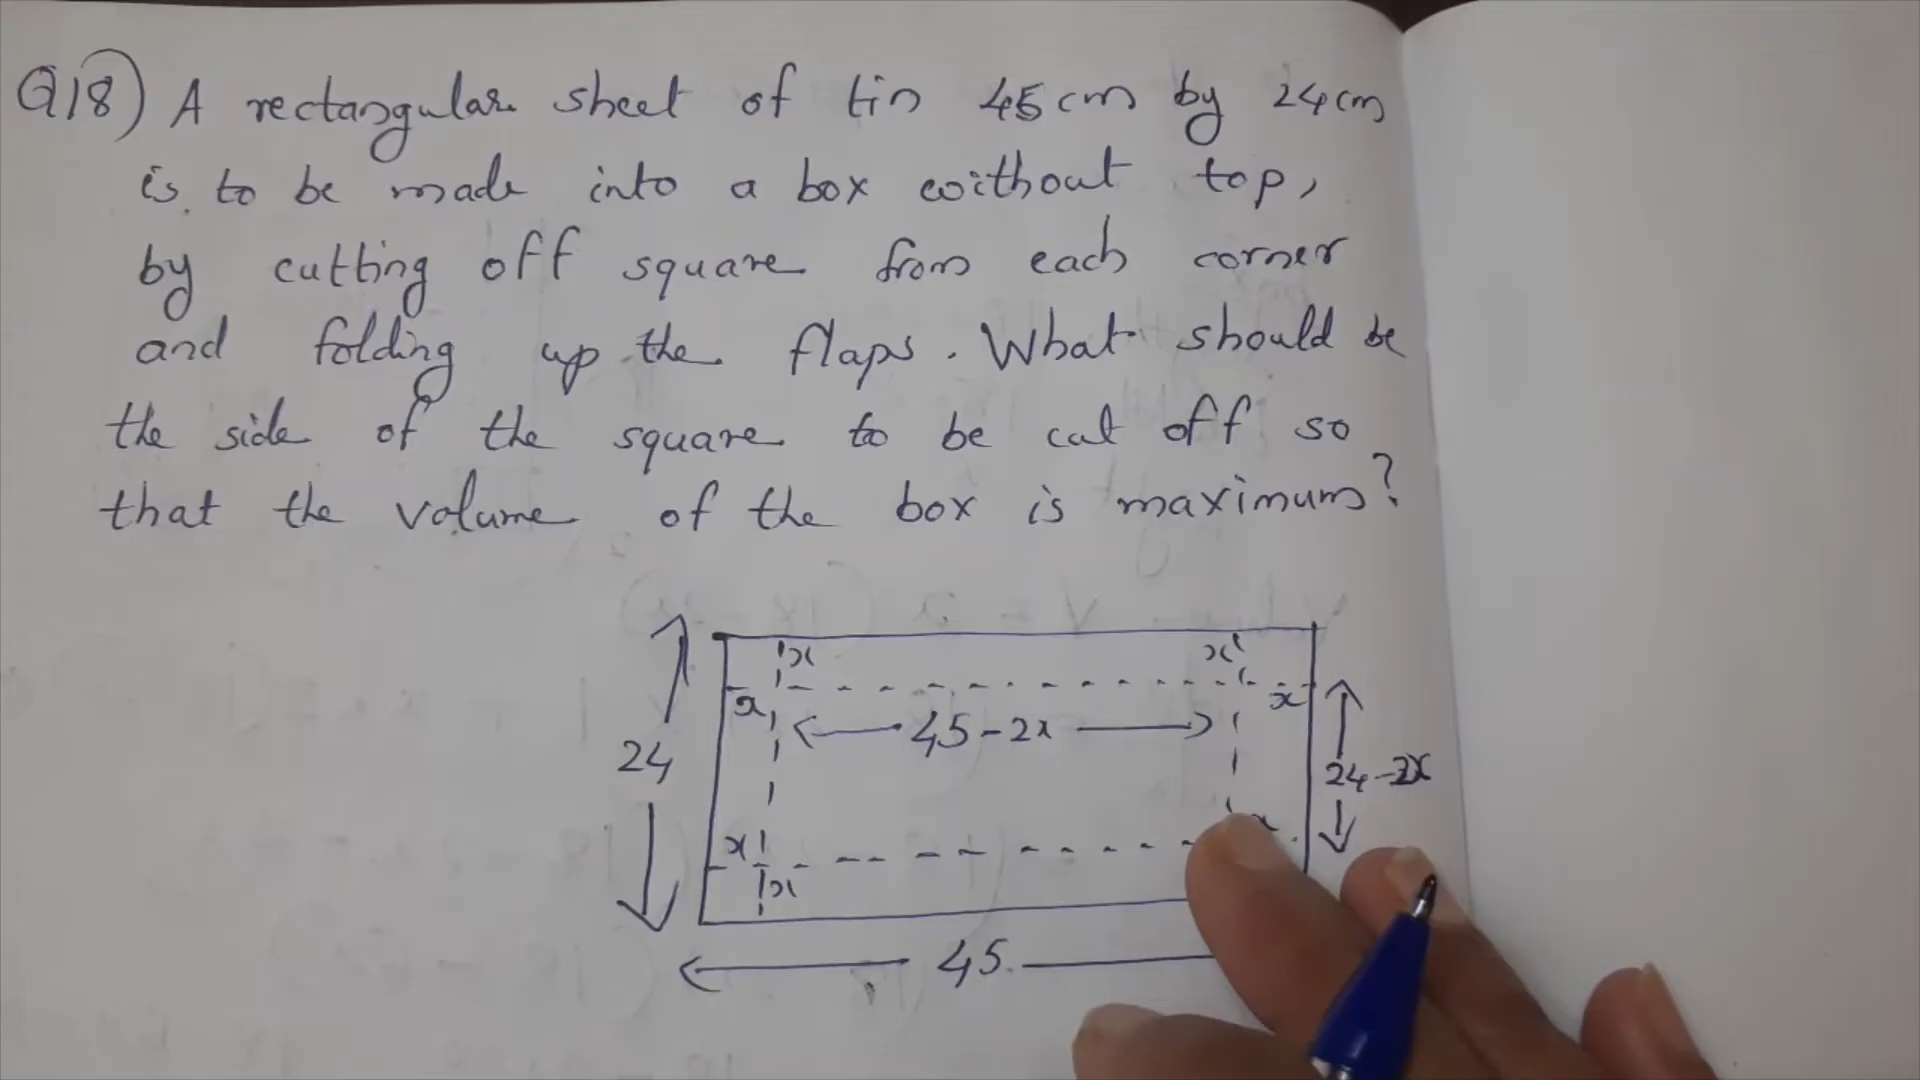 Q18) A rectangular sheet of tin 45cm by 24cm
is to be made into a box without top,
by cutting off square from each corner
and folding up the flaps. What should be
the side of the square to be cut off so
that the volume of the box is maximum?
x x
x x
45-2x
24 24-2x
x x
x
45